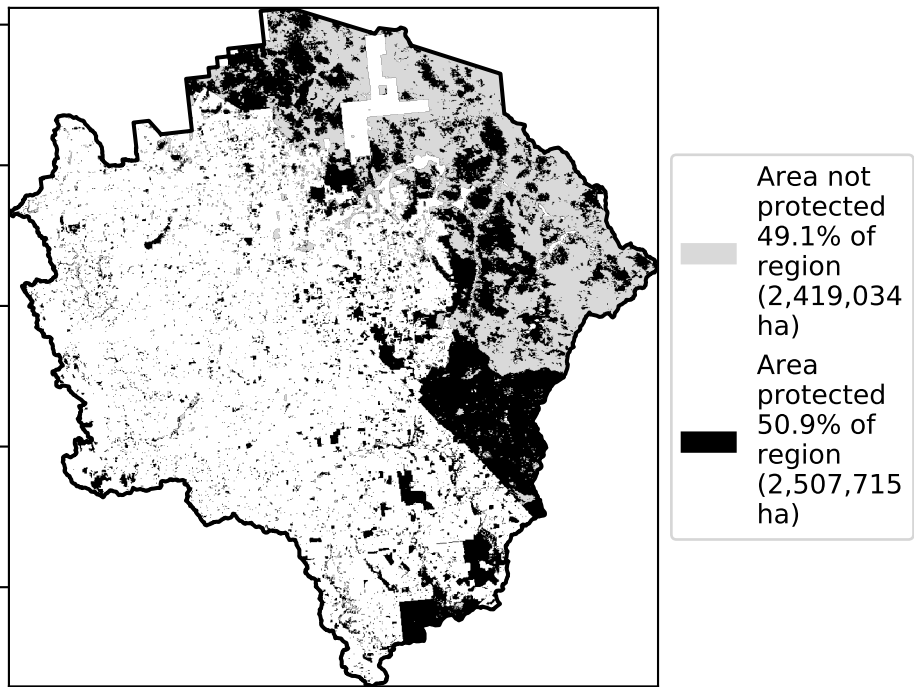 Area not
protected
49.1% of
region
(2,419,034
ha)
Area
protected
50.9% of
region
(2,507,715
ha)